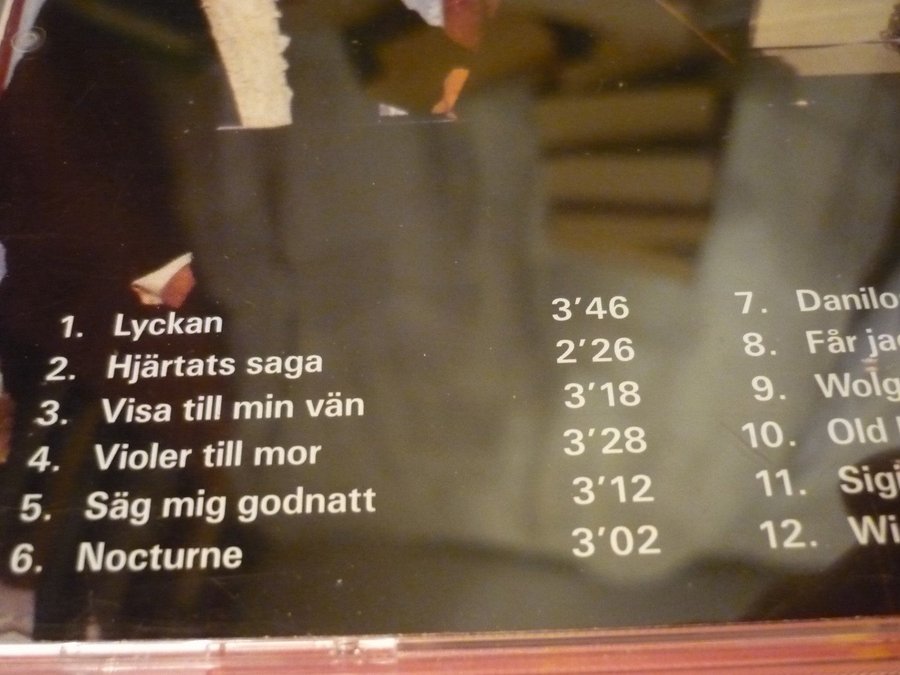 1. Lyckan 3'46
2. Hjärtats saga 2'26
3. Visa till min vän 3'18
4. Violer till mor 3'28
5. Säg mig godnatt 3'12
6. Nocturne 3'02
7. Danilo
8. Får
9.
10. Old
11.
12.